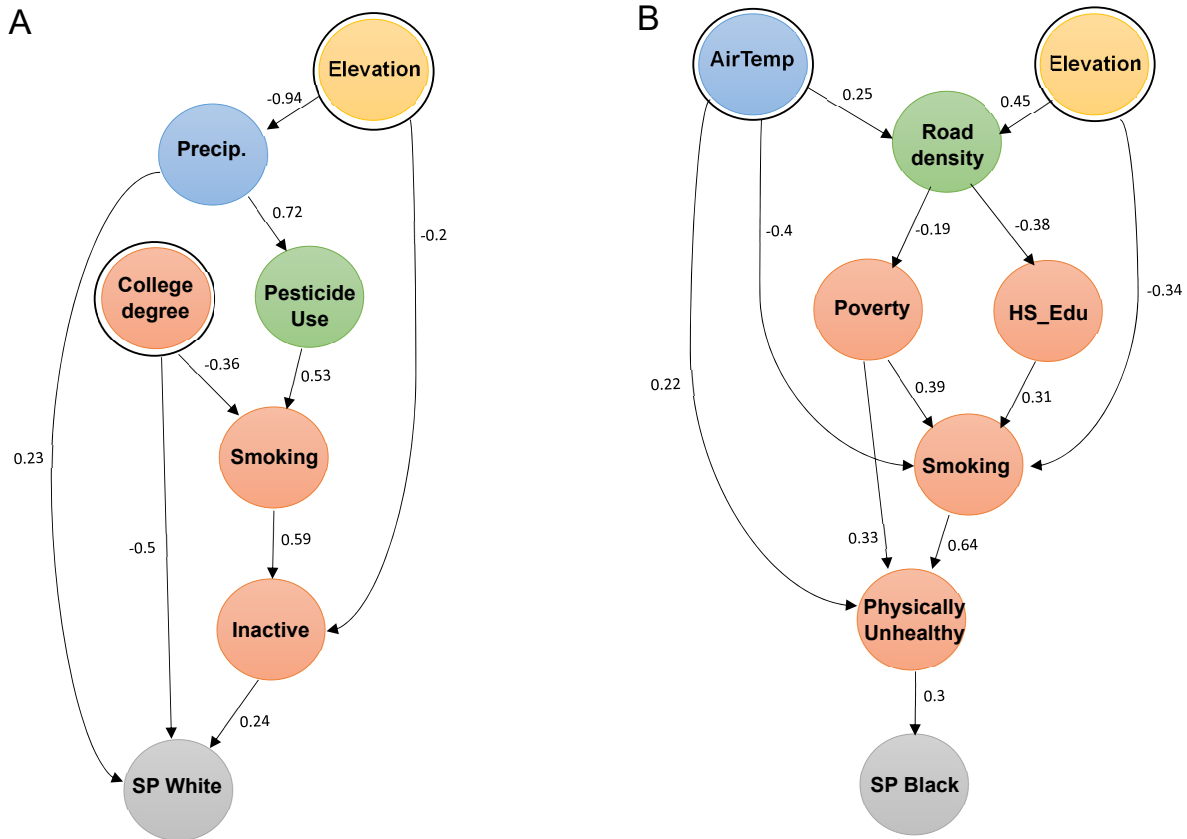 A
Elevation
-0.94
Precip.
0.72
-0.2
College
degree
Pesticide
Use
-0.36
0.53
Smoking
0.23
-0.5
0.59
Inactive
0.24
SP White
B
AirTemp
Elevation
0.25
0.45
Road
density
-0.4
-0.19
-0.38
-0.34
Poverty
HS_Edu
0.22
0.39
0.31
Smoking
0.33
0.64
Physically
Unhealthy
0.3
SP Black